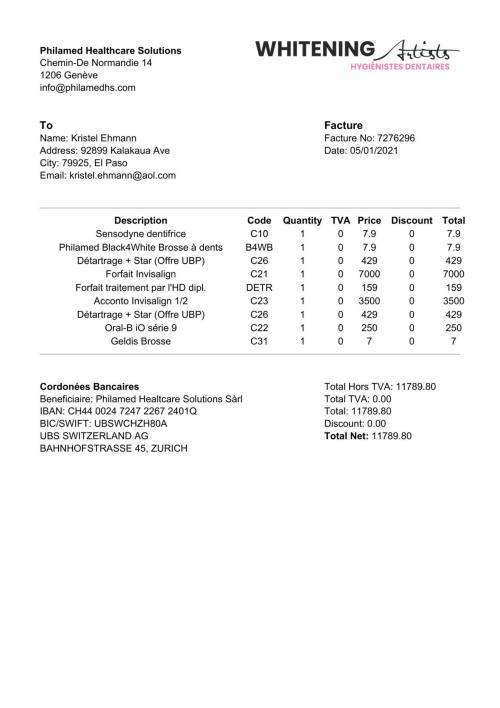 WHITENING Artists
HYGIÉNISTES DENTAIRES
Philamed Healthcare Solutions
Chemin-De Normandie 14
1206 Genève
info@philamedhs.com
To
Name: Kristel Ehmann
Address: 92899 Kalakaua Ave
City: 79925, El Paso
Email: kristel.ehmann@aol.com
Facture
Facture No: 7276296
Date: 05/01/2021
Description Code Quantity TVA Price Discount Total
Sensodyne dentifrice C10 1 0 7.9 0 7.9
Philamed Black4White Brosse à dents B4WB 1 0 7.9 0 7.9
Détartrage + Star (Offre UBP) C26 1 0 429 0 429
Forfait Invisalign C21 1 0 7000 0 7000
Forfait traitement par l'HD dipl. DETR 1 0 159 0 159
Acconto Invisalign 1/2 C23 1 0 3500 0 3500
Détartrage + Star (Offre UBP) C26 1 0 429 0 429
Oral-B iO série 9 C22 1 0 250 0 250
Geldis Brosse C31 1 0 7 0 7
Cordonées Bancaires
Beneficiaire: Philamed Healtcare Solutions Sàrl
IBAN: CH44 0024 7247 2267 2401Q
BIC/SWIFT: UBSWCHZH80A
UBS SWITZERLAND AG
BAHNHOFSTRASSE 45, ZURICH
Total Hors TVA: 11789.80
Total TVA: 0.00
Total: 11789.80
Discount: 0.00
Total Net: 11789.80